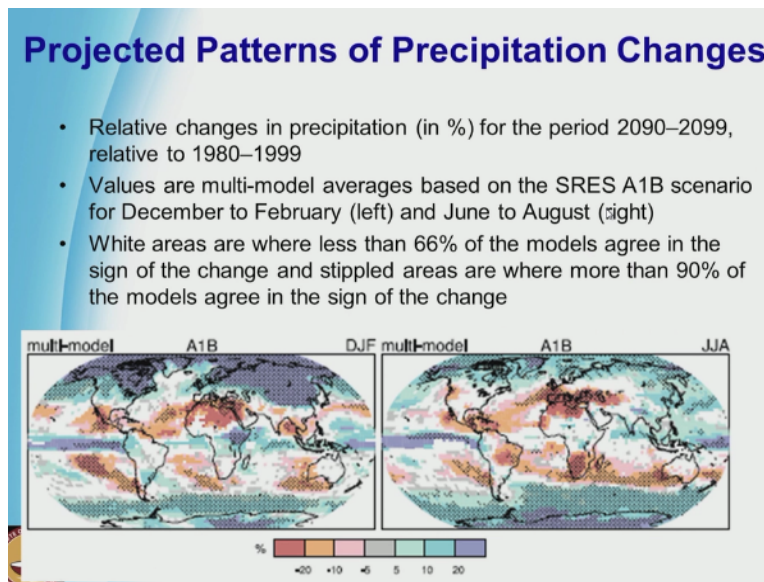 Projected Patterns of Precipitation Changes
• Relative changes in precipitation (in %) for the period 2090–2099,
relative to 1980–1999
• Values are multi-model averages based on the SRES A1B scenario
for December to February (left) and June to August (right)
• White areas are where less than 66% of the models agree in the
sign of the change and stippled areas are where more than 90% of
the models agree in the sign of the change
multi-model A1B DJF multi-model A1B JJA
%
-20 -10 -5 5 10 20